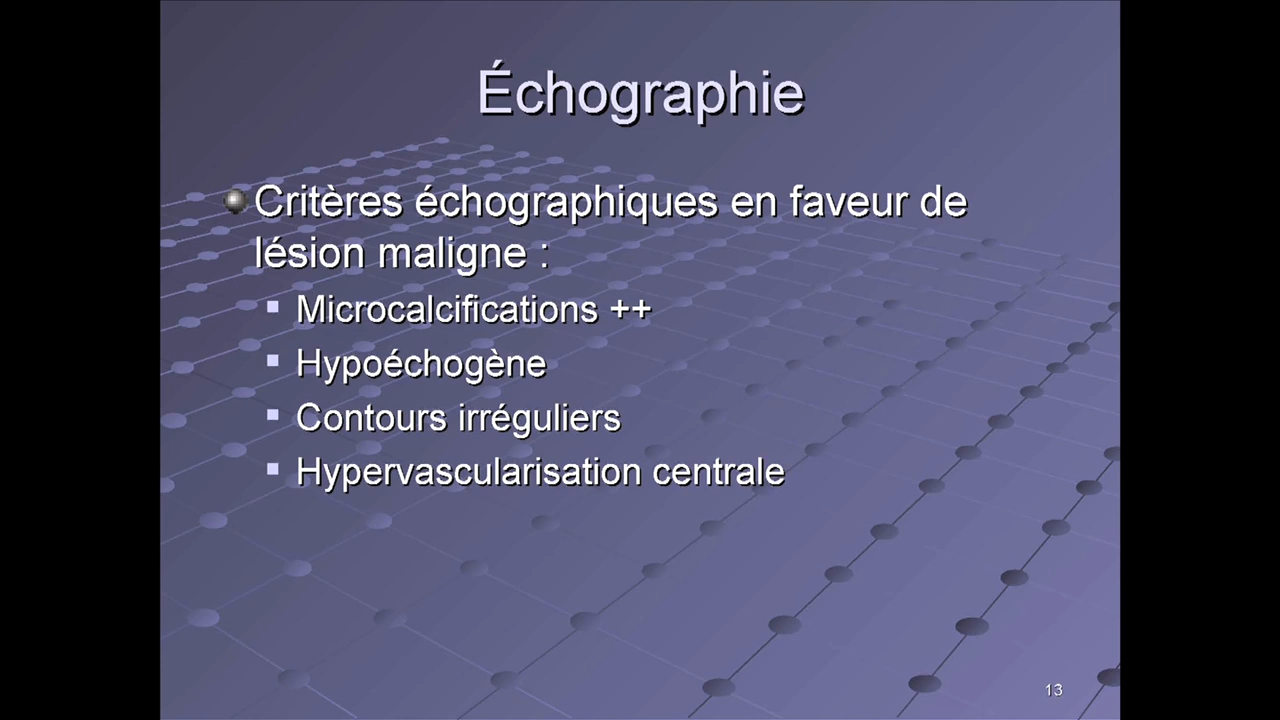 Échographie
Critères échographiques en faveur de
lésion maligne :
Microcalcifications ++
Hypoéchogène
Contours irréguliers
Hypervascularisation centrale
13